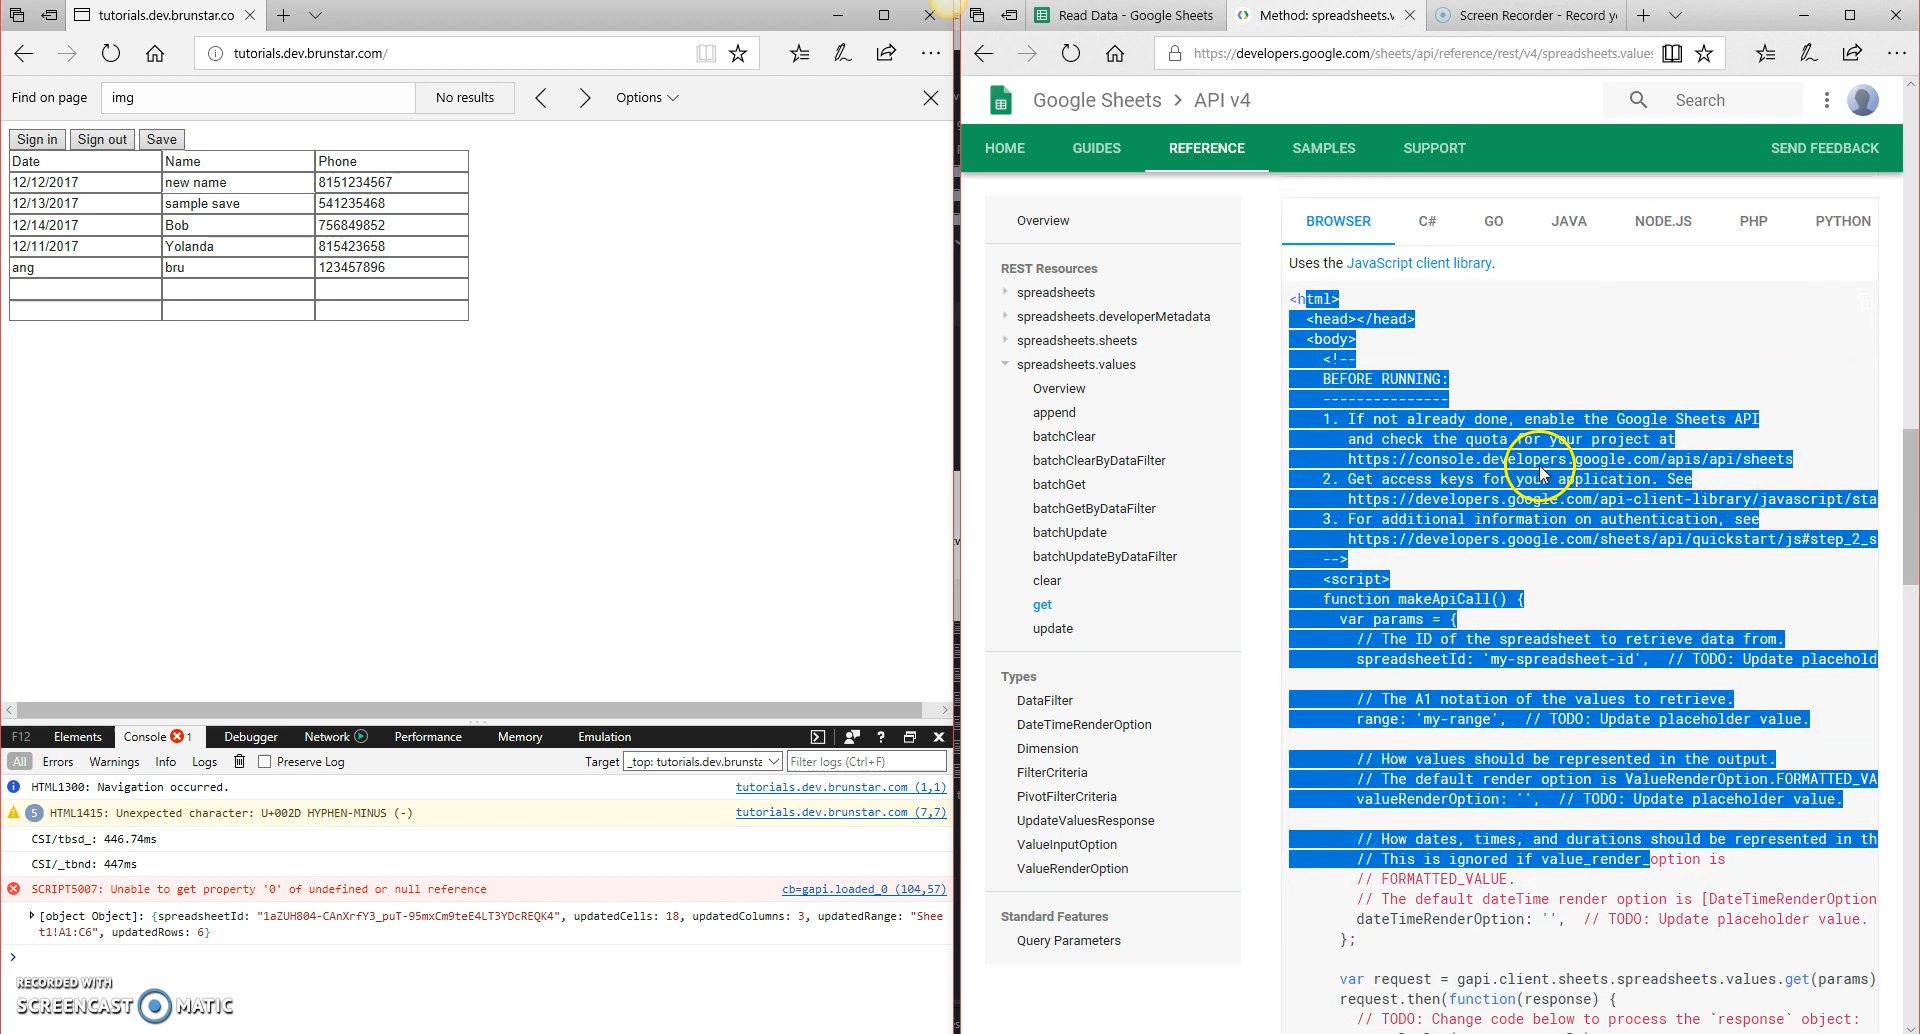 tutorials.dev.brunstar.co
tutorials.dev.brunstar.com/
Find on page
img
No results
Options
Sign in
Sign out
Save
Date Name Phone
12/12/2017 new name 8151234567
12/13/2017 sample save 541235468
12/14/2017 Bob 756849852
12/11/2017 Yolanda 815423658
ang bru 123457896
F12 Elements Console 1 Debugger Network Performance Memory Emulation
All Errors Warnings Info Logs Preserve Log Target _top: tutorials.dev.brunsta Filter logs (Ctrl+F)
HTML1300: Navigation occurred. tutorials.dev.brunstar.com (1,1)
5 HTML1415: Unexpected character: U+002D HYPHEN-MINUS (-) tutorials.dev.brunstar.com (7,7)
CSI/tbsd_: 446.74ms
CSI/_tbnd: 447ms
SCRIPT5007: Unable to get property '0' of undefined or null reference cb=gapi.loaded_0 (104,57)
[object Object]: {spreadsheetId: "1aZUH804-CAnXrfY3_puT-95mxCm9teE4LT3YDcREQK4", updatedCells: 18, updatedColumns: 3, updatedRange: "Shee
t1!A1:C6", updatedRows: 6}
RECORDED WITH
SCREENCAST MATIC
Read Data - Google Sheets
Method: spreadsheets.v
Screen Recorder - Record y
https://developers.google.com/sheets/api/reference/rest/v4/spreadsheets.values
Google Sheets > API v4
Search
HOME GUIDES REFERENCE SAMPLES SUPPORT SEND FEEDBACK
Overview
REST Resources
spreadsheets
spreadsheets.developerMetadata
spreadsheets.sheets
spreadsheets.values
Overview
append
batchClear
batchClearByDataFilter
batchGet
batchGetByDataFilter
batchUpdate
batchUpdateByDataFilter
clear
get
update
Types
DataFilter
DateTimeRenderOption
Dimension
FilterCriteria
PivotFilterCriteria
UpdateValuesResponse
ValueInputOption
ValueRenderOption
Standard Features
Query Parameters
BROWSER C# GO JAVA NODE.JS PHP PYTHON
Uses the JavaScript client library.
<html>
<head></head>
<body>
<!--
BEFORE RUNNING:
---------------
1. If not already done, enable the Google Sheets API
and check the quota for your project at
https://console.developers.google.com/apis/api/sheets
2. Get access keys for your application. See
https://developers.google.com/api-client-library/javascript/sta
3. For additional information on authentication, see
https://developers.google.com/sheets/api/quickstart/js#step_2_s
-->
<script>
function makeApiCall() {
var params = {
// The ID of the spreadsheet to retrieve data from.
spreadsheetId: 'my-spreadsheet-id', // TODO: Update placehold
// The A1 notation of the values to retrieve.
range: 'my-range', // TODO: Update placeholder value.
// How values should be represented in the output.
// The default render option is ValueRenderOption.FORMATTED_VA
valueRenderOption: '', // TODO: Update placeholder value.
// How dates, times, and durations should be represented in th
// This is ignored if value_render_option is
// FORMATTED_VALUE.
// The default dateTime render option is [DateTimeRenderOption
dateTimeRenderOption: '', // TODO: Update placeholder value.
};
var request = gapi.client.sheets.spreadsheets.values.get(params)
request.then(function(response) {
// TODO: Change code below to process the `response` object: